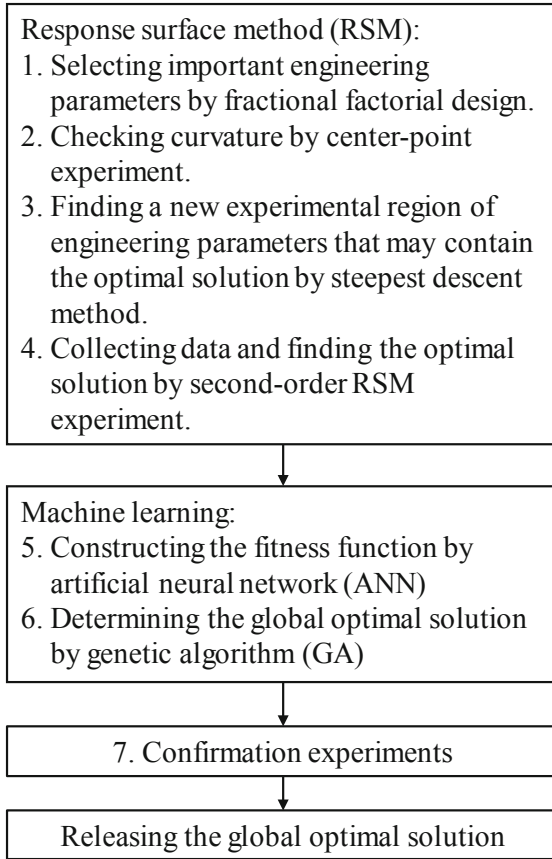 Response surface method (RSM):
1. Selecting important engineering
parameters by fractional factorial design.
2. Checking curvature by center-point
experiment.
3. Finding a new experimental region of
engineering parameters that may contain
the optimal solution by steepest descent
method.
4. Collecting data and finding the optimal
solution by second-order RSM
experiment.
Machine learning:
5. Constructing the fitness function by
artificial neural network (ANN)
6. Determining the global optimal solution
by genetic algorithm (GA)
7. Confirmation experiments
Releasing the global optimal solution